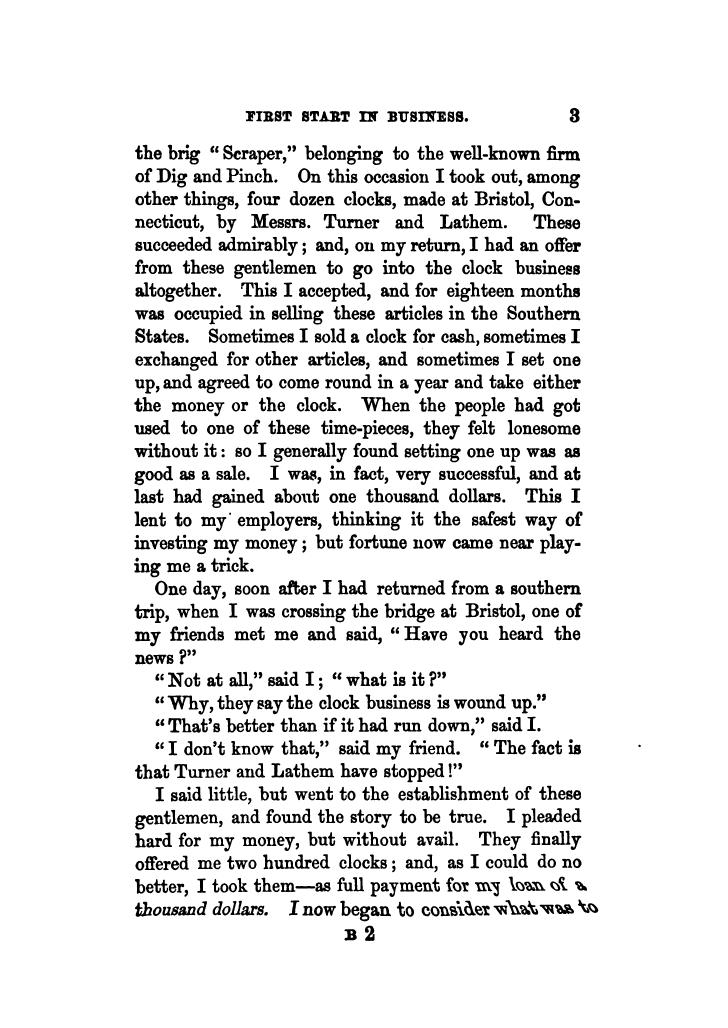 FIRST START IN BUSINESS. 3
the brig “Scraper,” belonging to the well-known firm
of Dig and Pinch. On this occasion I took out, among
other things, four dozen clocks, made at Bristol, Con-
necticut, by Messrs. Turner and Lathem. These
succeeded admirably; and, on my return, I had an offer
from these gentlemen to go into the clock business
altogether. This I accepted, and for eighteen months
was occupied in selling these articles in the Southern
States. Sometimes I sold a clock for cash, sometimes I
exchanged for other articles, and sometimes I set one
up, and agreed to come round in a year and take either
the money or the clock. When the people had got
used to one of these time-pieces, they felt lonesome
without it: so I generally found setting one up was as
good as a sale. I was, in fact, very successful, and at
last had gained about one thousand dollars. This I
lent to my employers, thinking it the safest way of
investing my money; but fortune now came near play-
ing me a trick.
One day, soon after I had returned from a southern
trip, when I was crossing the bridge at Bristol, one of
my friends met me and said, “Have you heard the
news?”
“Not at all,” said I; “what is it?”
“Why, they say the clock business is wound up.”
“That’s better than if it had run down,” said I.
“I don’t know that,” said my friend. “The fact is
that Turner and Lathem have stopped!”
I said little, but went to the establishment of these
gentlemen, and found the story to be true. I pleaded
hard for my money, but without avail. They finally
offered me two hundred clocks; and, as I could do no
better, I took them—as full payment for my loan of a
thousand dollars. I now began to consider what was to
B 2